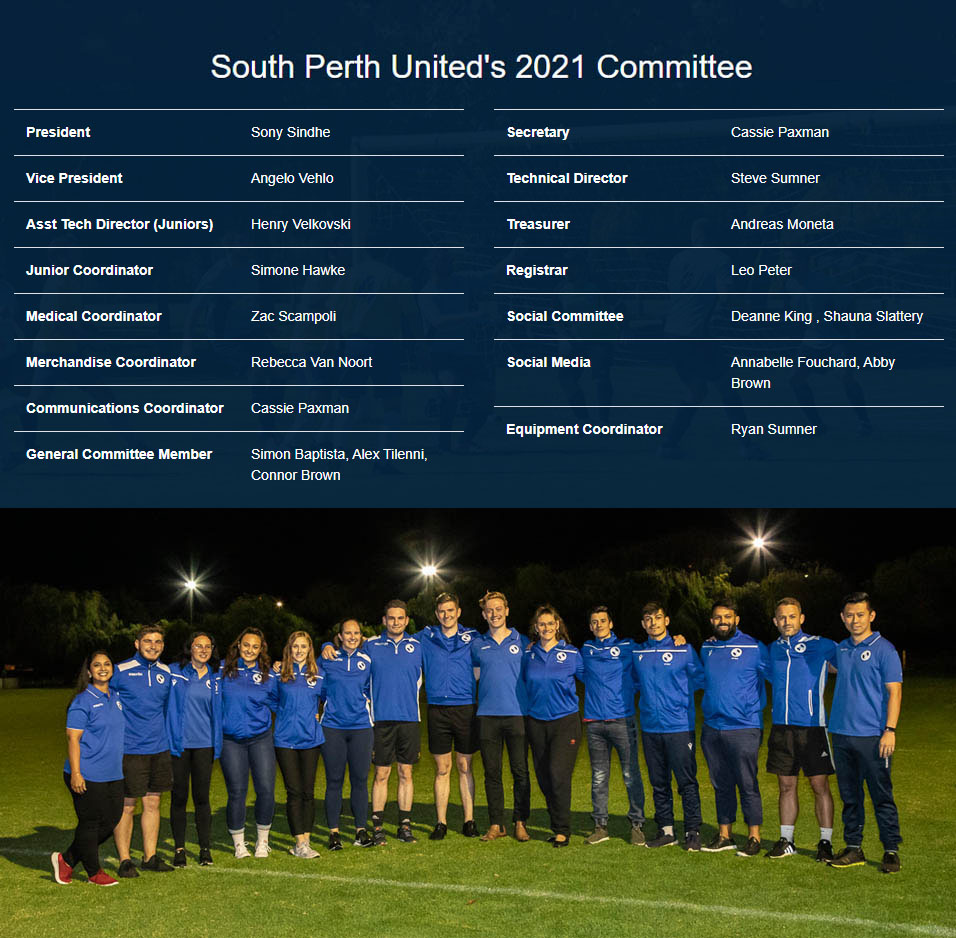 South Perth United's 2021 Committee
President Sony Sindhe
Vice President Angelo Vehlo
Asst Tech Director (Juniors) Henry Velkovski
Junior Coordinator Simone Hawke
Medical Coordinator Zac Scampoli
Merchandise Coordinator Rebecca Van Noort
Communications Coordinator Cassie Paxman
General Committee Member Simon Baptista, Alex Tilenni,
Connor Brown
Secretary Cassie Paxman
Technical Director Steve Sumner
Treasurer Andreas Moneta
Registrar Leo Peter
Social Committee Deanne King , Shauna Slattery
Social Media Annabelle Fouchard, Abby
Brown
Equipment Coordinator Ryan Sumner